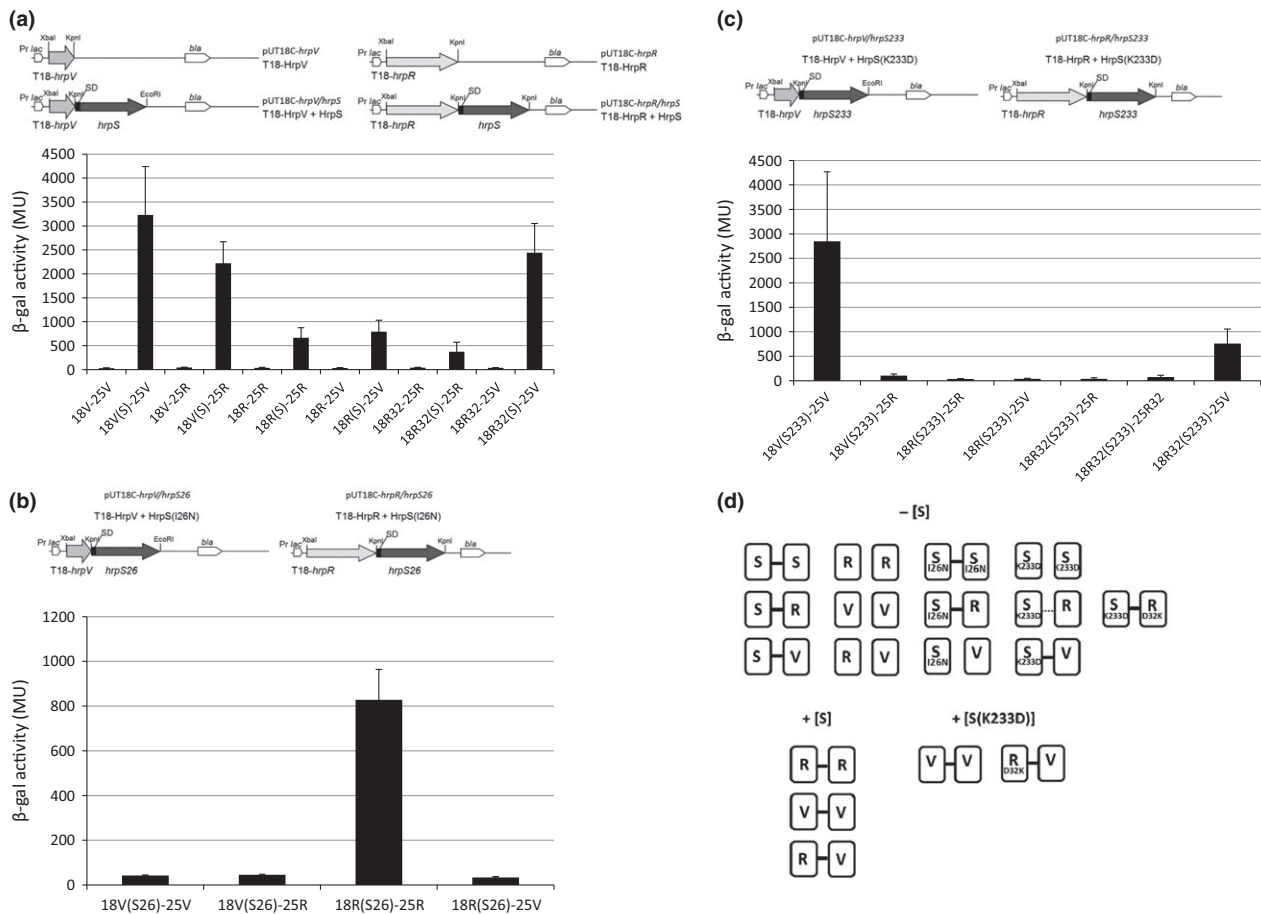 (a)
XbaI KpnI
Pr lac
bla
pUT18C-hrpV
T18-HrpV
T18-hrpV
SD
XbaI KpnI
EcoRI
Pr lac
bla
pUT18C-hrpV/hrpS
T18-HrpV + HrpS
T18-hrpV hrpS
XbaI KpnI
Pr lac
bla
pUT18C-hrpR
T18-HrpR
T18-hrpR
SD
XbaI KpnI KpnI
Pr lac
bla
pUT18C-hrpR/hrpS
T18-HrpR + HrpS
T18-hrpR hrpS
β-gal activity (MU)
4500
4000
3500
3000
2500
2000
1500
1000
500
0
18V-25V
18V(S)-25V
18V-25R
18V(S)-25R
18R-25R
18R(S)-25R
18R-25V
18R(S)-25V
18R32-25R
18R32(S)-25R
18R32-25V
18R32(S)-25V
(b)
pUT18C-hrpV/hrpS26
T18-HrpV + HrpS(I26N)
SD
XbaI KpnI
EcoRI
Pr lac
bla
T18-hrpV hrpS26
pUT18C-hrpR/hrpS26
T18-HrpR + HrpS(I26N)
SD
XbaI KpnI KpnI
Pr lac
bla
T18-hrpR hrpS26
β-gal activity (MU)
1200
1000
800
600
400
200
0
18V(S26)-25V
18V(S26)-25R
18R(S26)-25R
18R(S26)-25V
(c)
pUT18C-hrpV/hrpS233
T18-HrpV + HrpS(K233D)
SD
XbaI KpnI
EcoRI
Pr lac
bla
T18-hrpV hrpS233
pUT18C-hrpR/hrpS233
T18-HrpR + HrpS(K233D)
SD
XbaI KpnI KpnI
Pr lac
bla
T18-hrpR hrpS233
β-gal activity (MU)
4500
4000
3500
3000
2500
2000
1500
1000
500
0
18V(S233)-25V
18V(S233)-25R
18R(S233)-25R
18R(S233)-25V
18R32(S233)-25R
18R32(S233)-25R32
18R32(S233)-25V
(d)
– [S]
S S R R S I26N S I26N S K233D S K233D
S R V V S I26N R S K233D R S K233D R D32K
S V R V S I26N V S K233D V
+ [S]
R R
V V
R V
+ [S(K233D)]
V V R D32K V